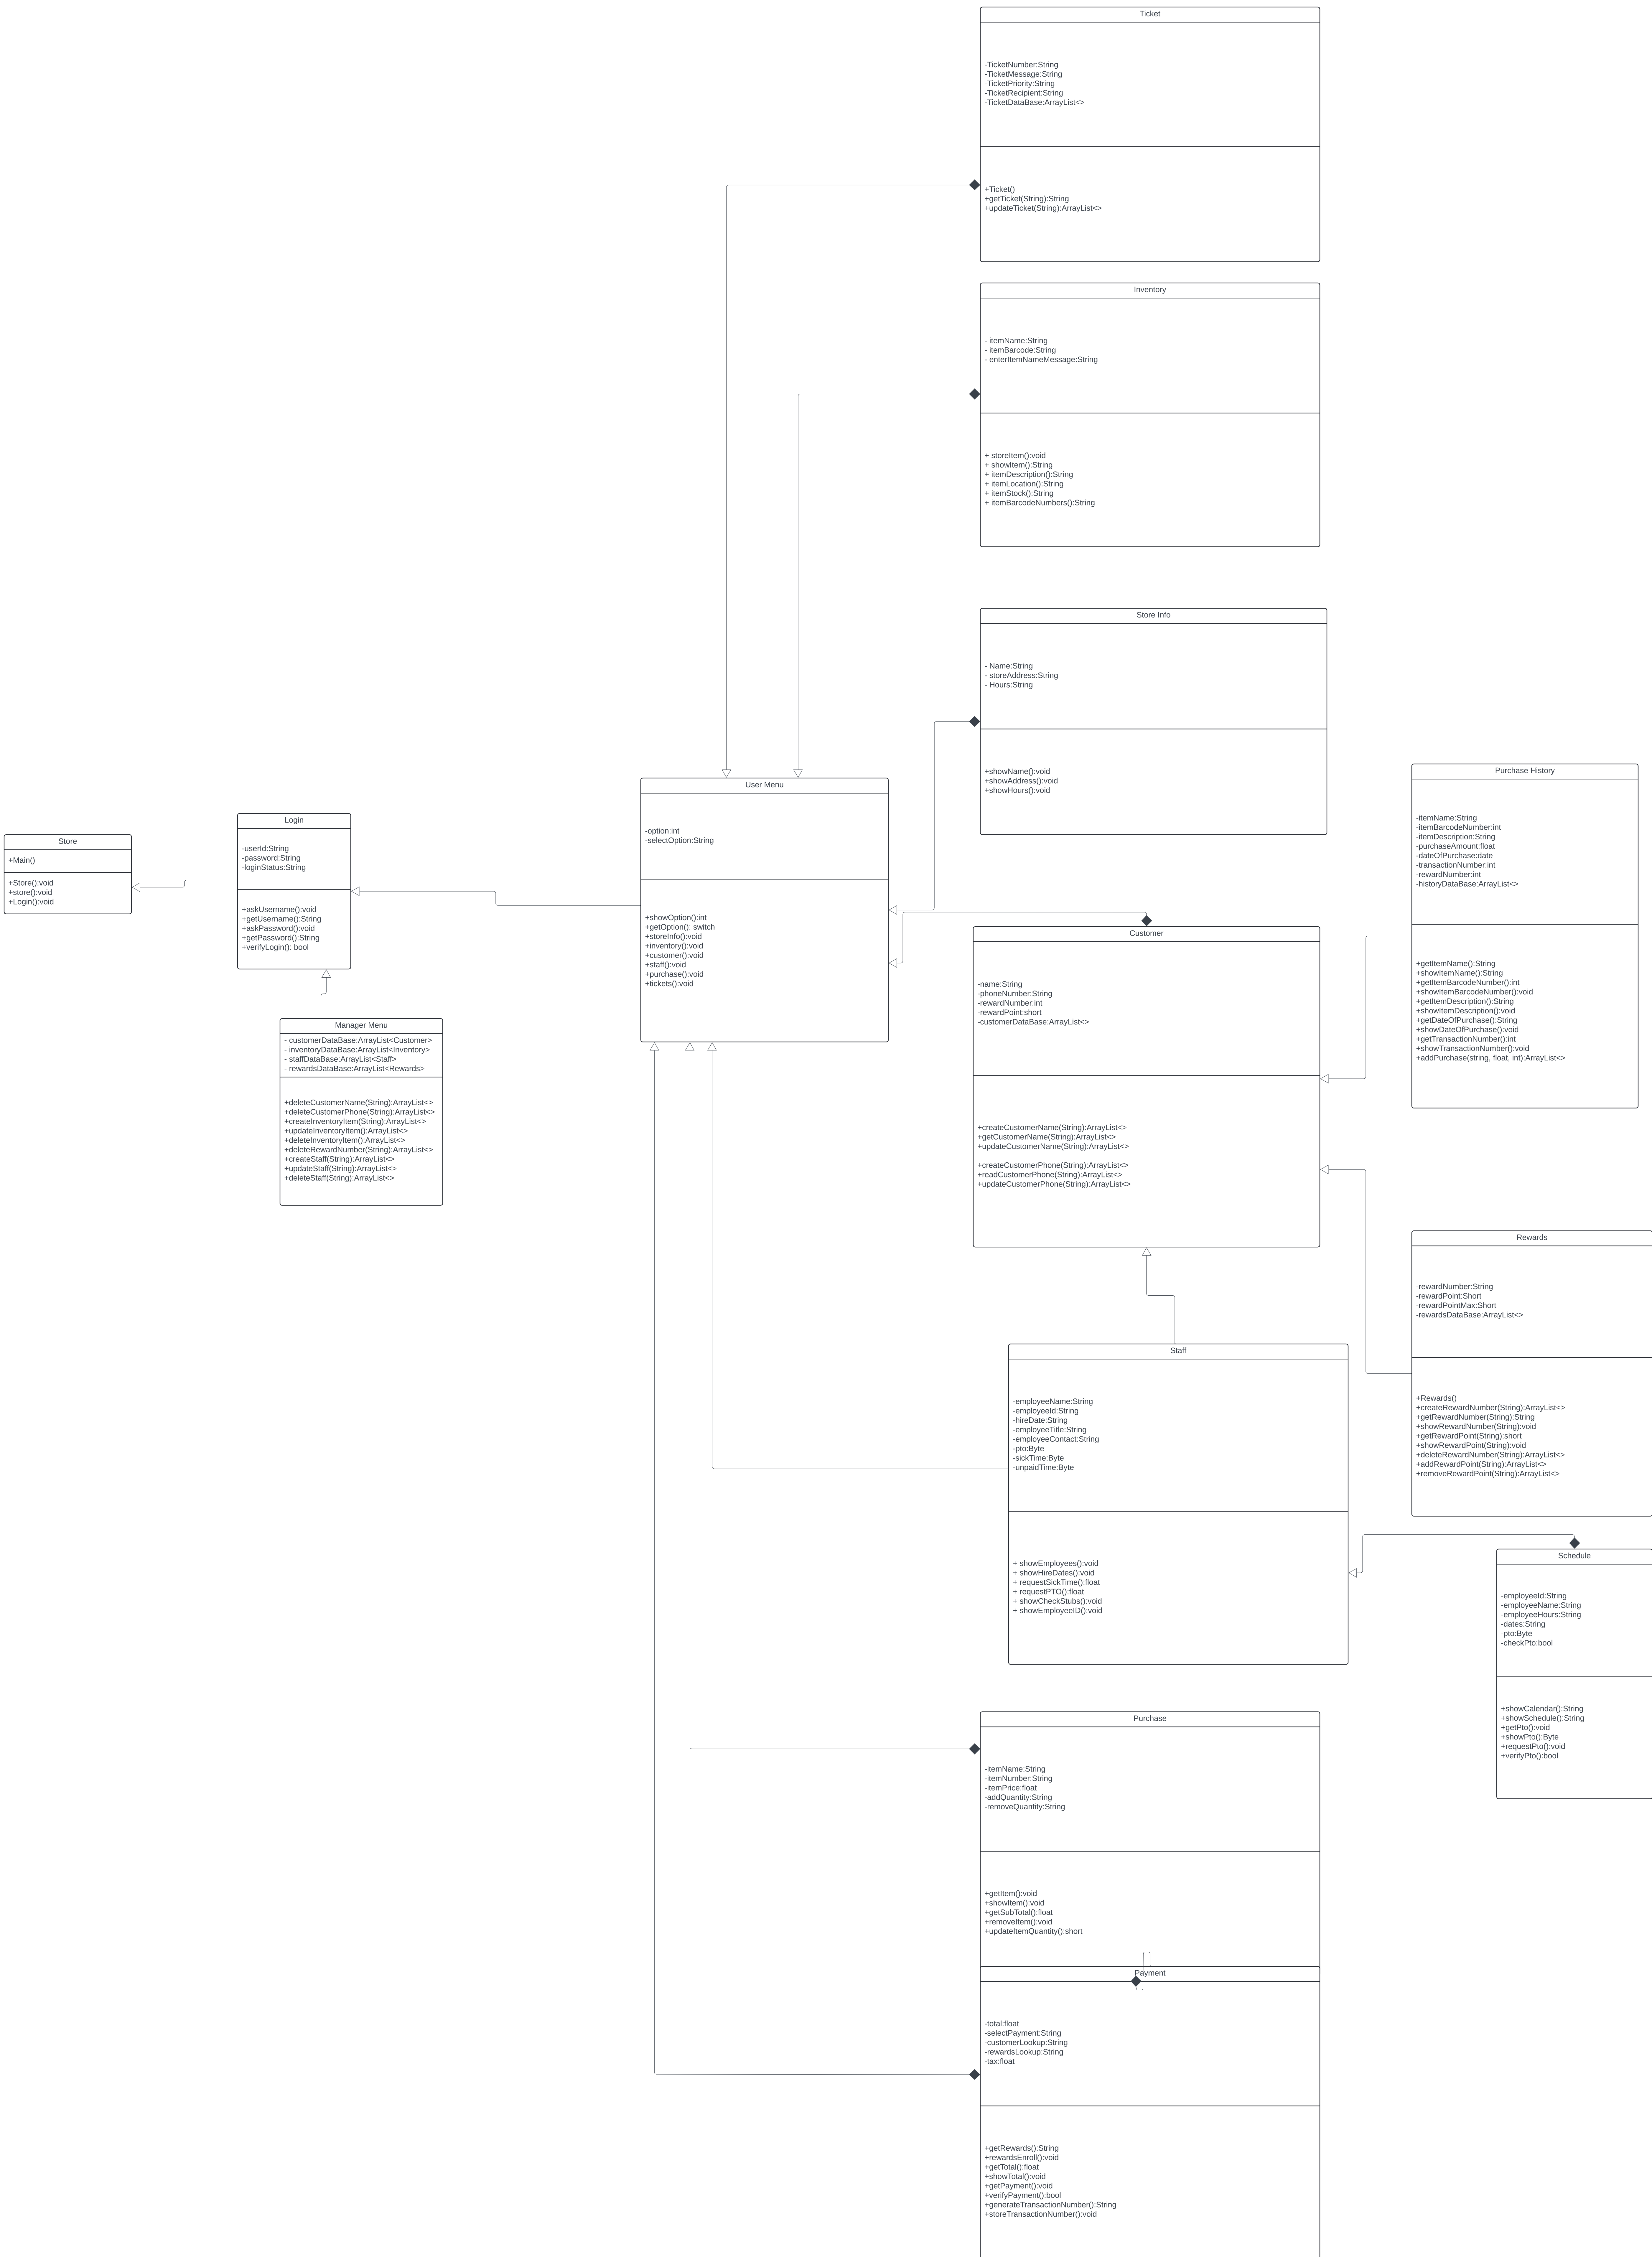 Ticket
-TicketNumber:String
-TicketMessage:String
-TicketPriority:String
-TicketRecipient:String
-TicketDataBase:ArrayList<>
+Ticket()
+getTicket(String):String
+updateTicket(String):ArrayList<>
Inventory
- itemName:String
- itemBarcode:String
- enterItemNameMessage:String
+ storeItem():void
+ showItem():String
+ itemDescription():String
+ itemLocation():String
+ itemStock():String
+ itemBarcodeNumbers():String
Store Info
- Name:String
- storeAddress:String
- Hours:String
+showName():void
+showAddress():void
+showHours():void
Store
+Main()
+Store():void
+store():void
+Login():void
Login
-userId:String
-password:String
-loginStatus:String
+askUsername():void
+getUsername():String
+askPassword():void
+getPassword():String
+verifyLogin(): bool
Manager Menu
- customerDataBase:ArrayList<Customer>
- inventoryDataBase:ArrayList<Inventory>
- staffDataBase:ArrayList<Staff>
- rewardsDataBase:ArrayList<Rewards>
+deleteCustomerName(String):ArrayList<>
+deleteCustomerPhone(String):ArrayList<>
+createInventoryItem(String):ArrayList<>
+updateInventoryItem():ArrayList<>
+deleteInventoryItem():ArrayList<>
+deleteRewardNumber(String):ArrayList<>
+createStaff(String):ArrayList<>
+updateStaff(String):ArrayList<>
+deleteStaff(String):ArrayList<>
User Menu
-option:int
-selectOption:String
+showOption():int
+getOption(): switch
+storeInfo():void
+inventory():void
+customer():void
+staff():void
+purchase():void
+tickets():void
Customer
-name:String
-phoneNumber:String
-rewardNumber:int
-rewardPoint:short
-customerDataBase:ArrayList<>
+createCustomerName(String):ArrayList<>
+getCustomerName(String):ArrayList<>
+updateCustomerName(String):ArrayList<>
+createCustomerPhone(String):ArrayList<>
+readCustomerPhone(String):ArrayList<>
+updateCustomerPhone(String):ArrayList<>
Purchase History
-itemName:String
-itemBarcodeNumber:int
-itemDescription:String
-purchaseAmount:float
-dateOfPurchase:date
-transactionNumber:int
-rewardNumber:int
-historyDataBase:ArrayList<>
+getItemName():String
+showItemName():String
+getItemBarcodeNumber():int
+showItemBarcodeNumber():void
+getItemDescription():String
+showItemDescription():void
+getDateOfPurchase():String
+showDateOfPurchase():void
+getTransactionNumber():int
+showTransactionNumber():void
+addPurchase(string, float, int):ArrayList<>
Rewards
-rewardNumber:String
-rewardPoint:Short
-rewardPointMax:Short
-rewardsDataBase:ArrayList<>
+Rewards()
+createRewardNumber(String):ArrayList<>
+getRewardNumber(String);String
+showRewardNumber(String):void
+getRewardPoint(String):short
+showRewardPoint(String):void
+deleteRewardNumber(String):ArrayList<>
+addRewardPoint(String):ArrayList<>
+removeRewardPoint(String):ArrayList<>
Staff
-employeeName:String
-employeeId:String
-hireDate:String
-employeeTitle:String
-employeeContact:String
-pto:Byte
-sickTime:Byte
-unpaidTime:Byte
+ showEmployees():void
+ showHireDates():void
+ requestSickTime():float
+ requestPTO():float
+ showCheckStubs():void
+ showEmployeeID():void
Schedule
-employeeId:String
-employeeName:String
-employeeHours:String
-dates:String
-pto:Byte
-checkPto:bool
+showCalendar():String
+showSchedule():String
+getPto():void
+showPto():Byte
+requestPto():void
+verifyPto():bool
Purchase
-itemName:String
-itemNumber:String
-itemPrice:float
-addQuantity:String
-removeQuantity:String
+getItem():void
+showItem():void
+getSubTotal():float
+removeItem():void
+updateItemQuantity():short
Payment
-total:float
-selectPayment:String
-customerLookup:String
-rewardsLookup:String
-tax:float
+getRewards():String
+rewardsEnroll():void
+getTotal():float
+showTotal():void
+getPayment():void
+verifyPayment():bool
+generateTransactionNumber():String
+storeTransactionNumber():void